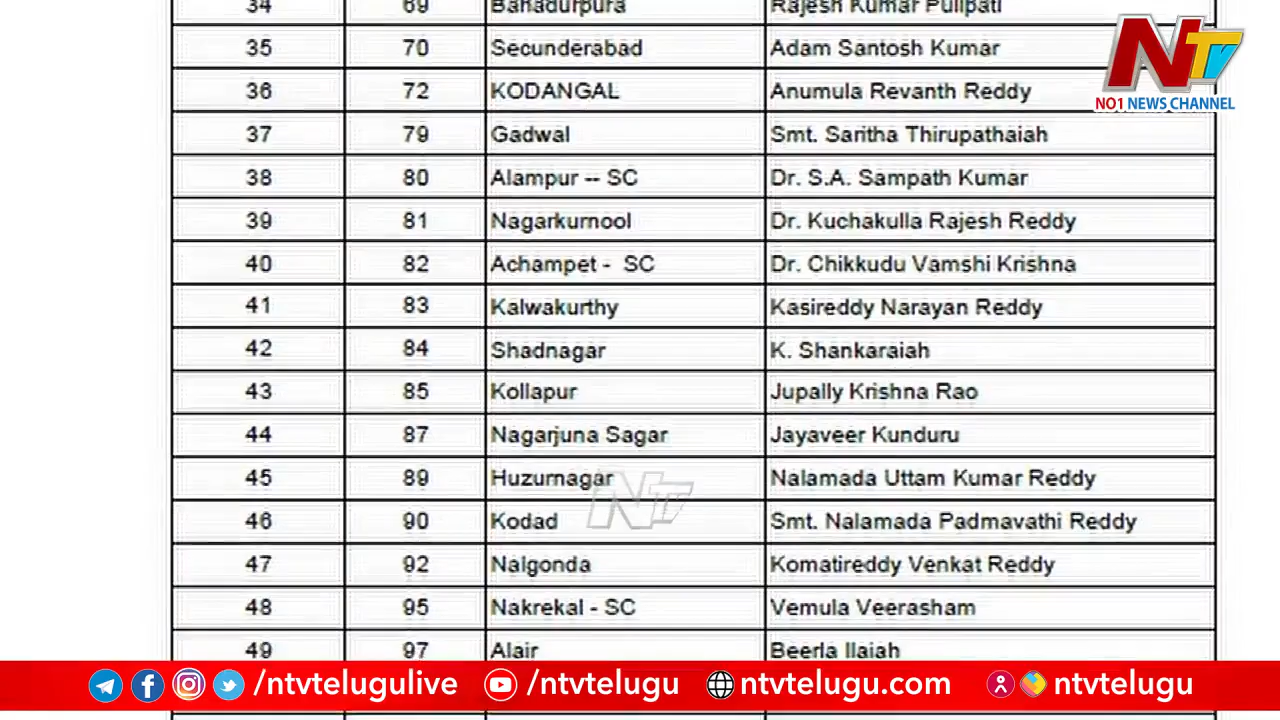 34 69 Bahadurpura Rajesh Kumar Pulipati
35 70 Secunderabad Adam Santosh Kumar
36 72 KODANGAL Anumula Revanth Reddy
37 79 Gadwal Smt. Saritha Thirupathaiah
38 80 Alampur -- SC Dr. S.A. Sampath Kumar
39 81 Nagarkurnool Dr. Kuchakulla Rajesh Reddy
40 82 Achampet - SC Dr. Chikkudu Vamshi Krishna
41 83 Kalwakurthy Kasireddy Narayan Reddy
42 84 Shadnagar K. Shankaraiah
43 85 Kollapur Jupally Krishna Rao
44 87 Nagarjuna Sagar Jayaveer Kunduru
45 89 Huzurnagar Nalamada Uttam Kumar Reddy
46 90 Kodad Smt. Nalamada Padmavathi Reddy
47 92 Nalgonda Komatireddy Venkat Reddy
48 95 Nakrekal - SC Vemula Veerasham
49 97 Alair Beerla Ilaiah
NTV
NO1 NEWS CHANNEL
NTV
/ntvtelugulive /ntvtelugu ntvtelugu.com ntvtelugu